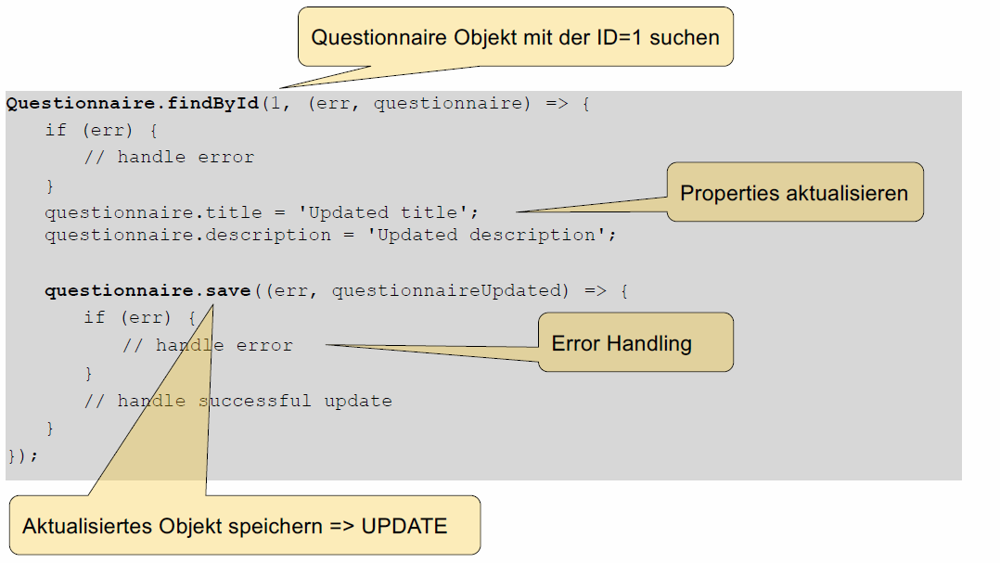 Questionnaire Objekt mit der ID=1 suchen
Questionnaire.findById(1, (err, questionnaire) => {
if (err) {
// handle error
}
Properties aktualisieren
questionnaire.title = 'Updated title';
questionnaire.description = 'Updated description';
questionnaire.save((err, questionnaireUpdated) => {
if (err) {
Error Handling
// handle error
}
// handle successful update
}
});
Aktualisiertes Objekt speichern => UPDATE